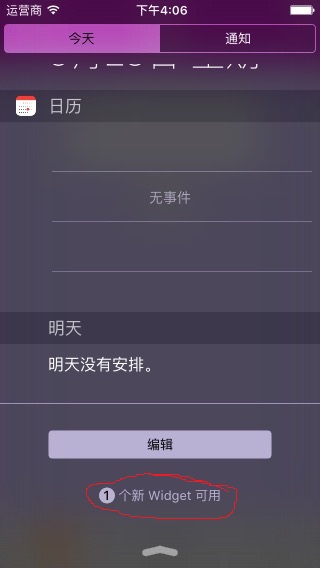 运营商 下午4:06
今天 通知
日历
无事件
明天
明天没有安排。
编辑
1 个新 Widget 可用